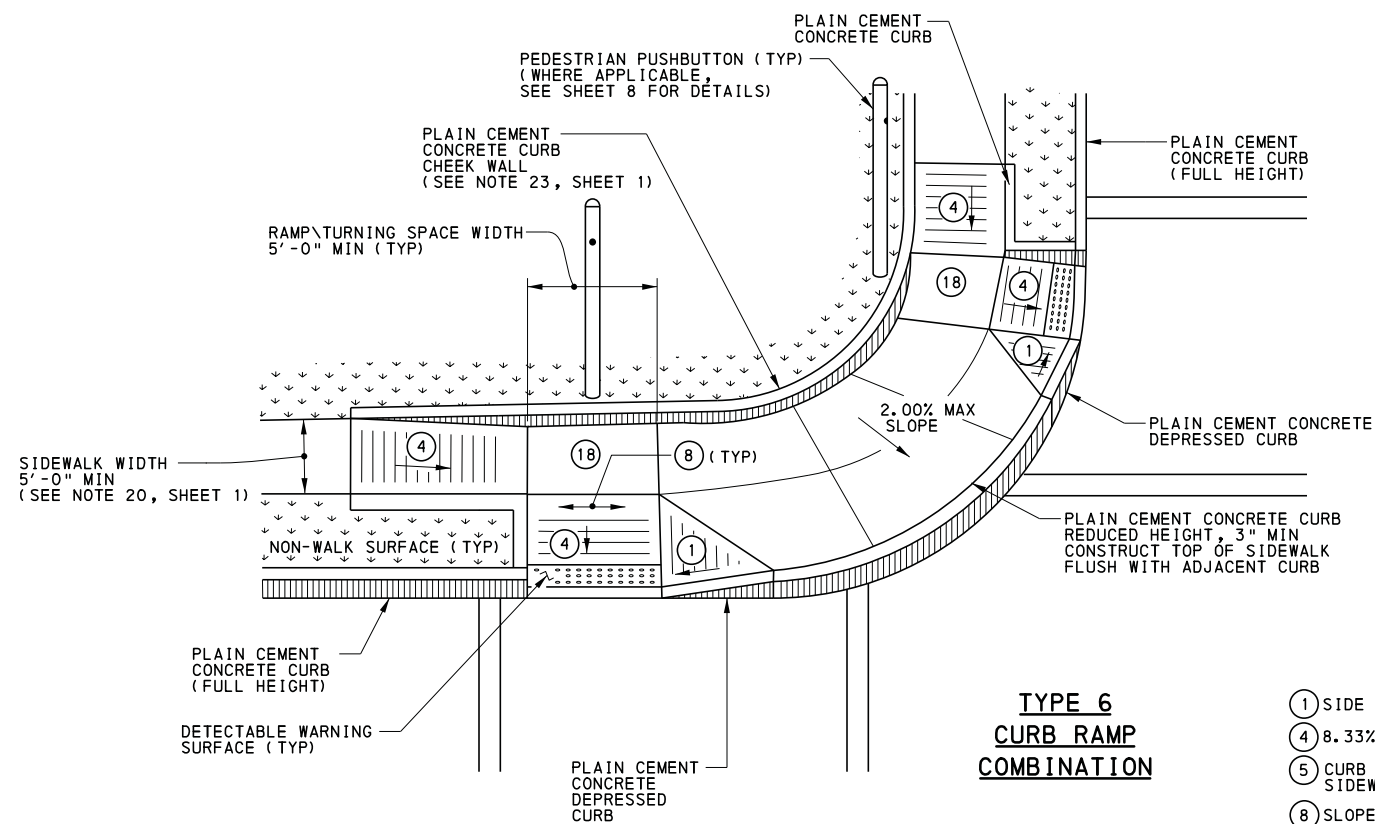 PLAIN CEMENT
CONCRETE CURB
PEDESTRIAN PUSHBUTTON (TYP)
(WHERE APPLICABLE,
SEE SHEET 8 FOR DETAILS)
PLAIN CEMENT
CONCRETE CURB
CHEEK WALL
(SEE NOTE 23, SHEET 1)
PLAIN CEMENT
CONCRETE CURB
(FULL HEIGHT)
RAMP\TURNING SPACE WIDTH
5'-0" MIN (TYP)
4
18
4
1
2.00% MAX
SLOPE
PLAIN CEMENT CONCRETE
DEPRESSED CURB
SIDEWALK WIDTH
5'-0" MIN
(SEE NOTE 20, SHEET 1)
4
18
8 (TYP)
NON-WALK SURFACE (TYP)
4
1
PLAIN CEMENT CONCRETE CURB
REDUCED HEIGHT, 3" MIN
CONSTRUCT TOP OF SIDEWALK
FLUSH WITH ADJACENT CURB
PLAIN CEMENT
CONCRETE CURB
(FULL HEIGHT)
DETECTABLE WARNING
SURFACE (TYP)
PLAIN CEMENT
CONCRETE
DEPRESSED
CURB
TYPE 6
CURB RAMP
COMBINATION
1 SIDE
4 8.33%
5 CURB
8 SLOPE